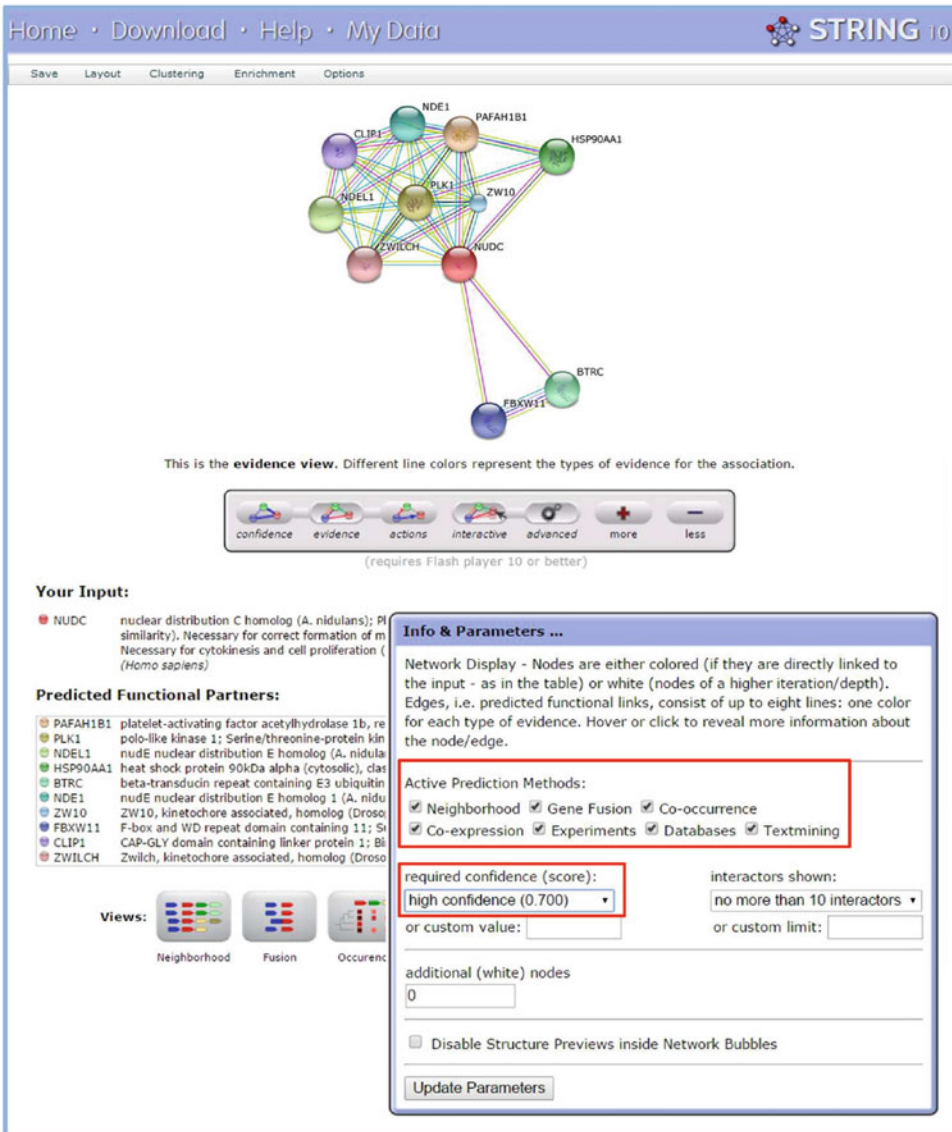 Home · Download · Help · My Data
STRING 10
Save Layout Clustering Enrichment Options
NDE1
PAFAH1B1
CLIP1
HSP90AA1
PLK1
ZW10
NDEL1
ZWILCH
NUDC
BTRC
FBXW11
This is the evidence view. Different line colors represent the types of evidence for the association.
confidence evidence actions interactive advanced more less
(requires Flash player 10 or better)
Your Input:
NUDC nuclear distribution C homolog (A. nidulans); Pl
similarity). Necessary for correct formation of m
Necessary for cytokinesis and cell proliferation (
(Homo sapiens)
Predicted Functional Partners:
PAFAH1B1 platelet-activating factor acetylhydrolase 1b, re
PLK1 polo-like kinase 1; Serine/threonine-protein kin
NDEL1 nudE nuclear distribution E homolog (A. nidula
HSP90AA1 heat shock protein 90kDa alpha (cytosolic), clas
BTRC beta-transducin repeat containing E3 ubiquitin
NDE1 nudE nuclear distribution E homolog 1 (A. nidu
ZW10 ZW10, kinetochore associated, homolog (Droso
FBXW11 F-box and WD repeat domain containing 11; Su
CLIP1 CAP-GLY domain containing linker protein 1; Bi
ZWILCH Zwilch, kinetochore associated, homolog (Droso
Views:
Neighborhood Fusion Occurenc
Info & Parameters ...
Network Display - Nodes are either colored (if they are directly linked to
the input - as in the table) or white (nodes of a higher iteration/depth).
Edges, i.e. predicted functional links, consist of up to eight lines: one color
for each type of evidence. Hover or click to reveal more information about
the node/edge.
Active Prediction Methods:
Neighborhood Gene Fusion Co-occurrence
Co-expression Experiments Databases Textmining
required confidence (score): interactors shown:
high confidence (0.700) no more than 10 interactors
or custom value: or custom limit:
additional (white) nodes
0
Disable Structure Previews inside Network Bubbles
Update Parameters